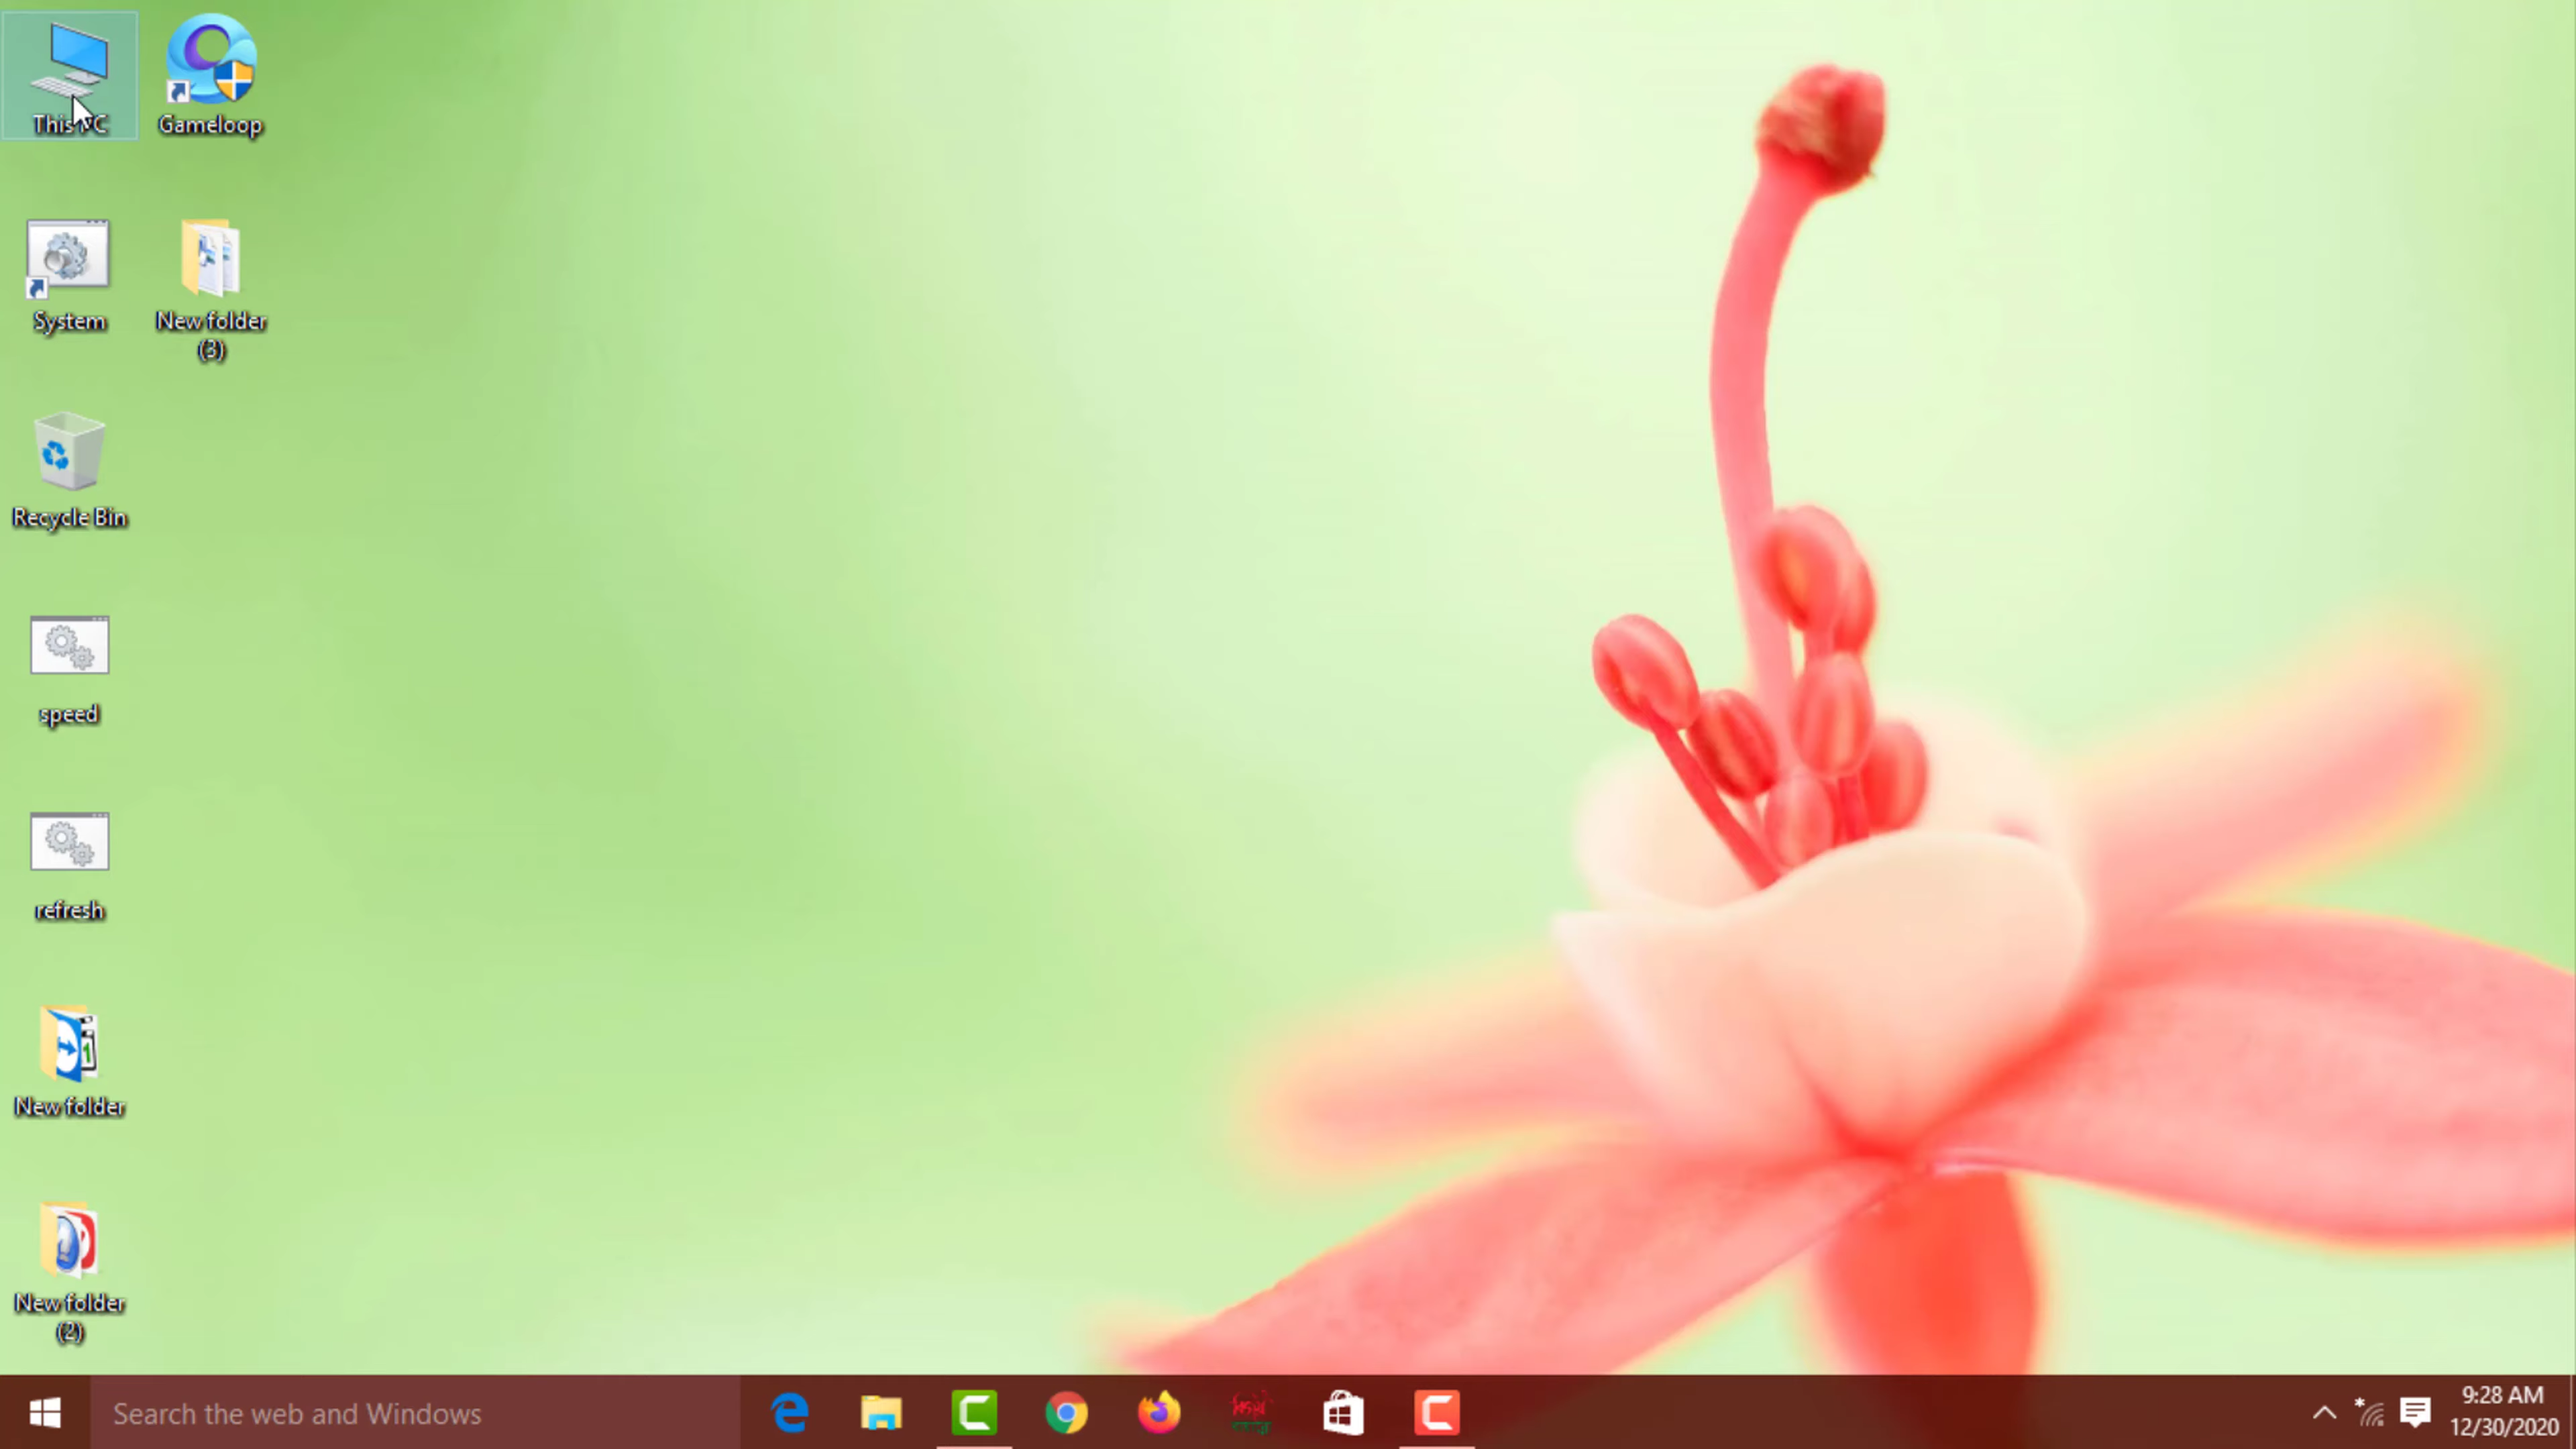 This PC
Gameloop
System
New folder
(3)
Recycle Bin
speed
refresh
New folder
New folder
(2)
Search the web and Windows
9:28 AM
12/30/2020